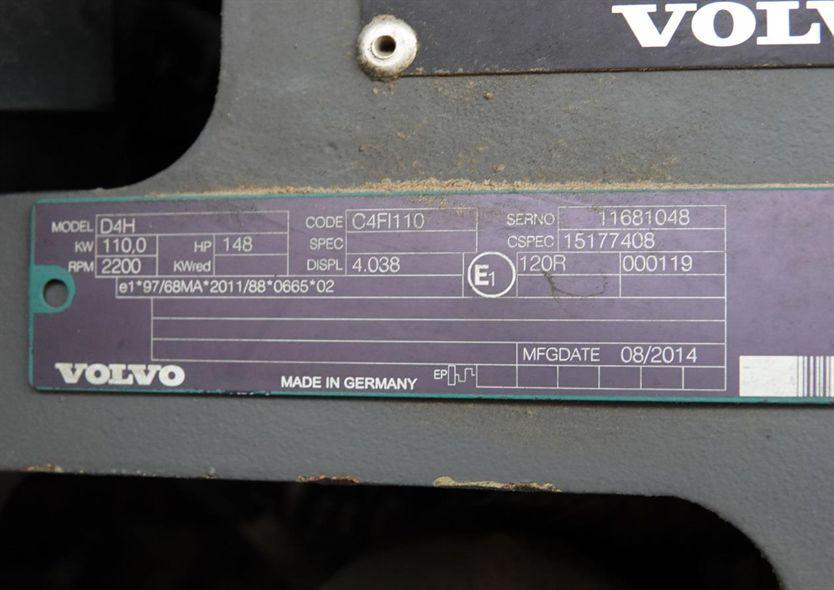 VOLV
MODEL D4H CODE C4FI110 SERNO 11681048
KW 110,0 HP 148 SPEC CSPEC 15177408
RPM 2200 KWred DISPL 4.038 E1 120R 000119
e1*97/68MA*2011/88*0665*02
MFGDATE 08/2014
VOLVO MADE IN GERMANY EP